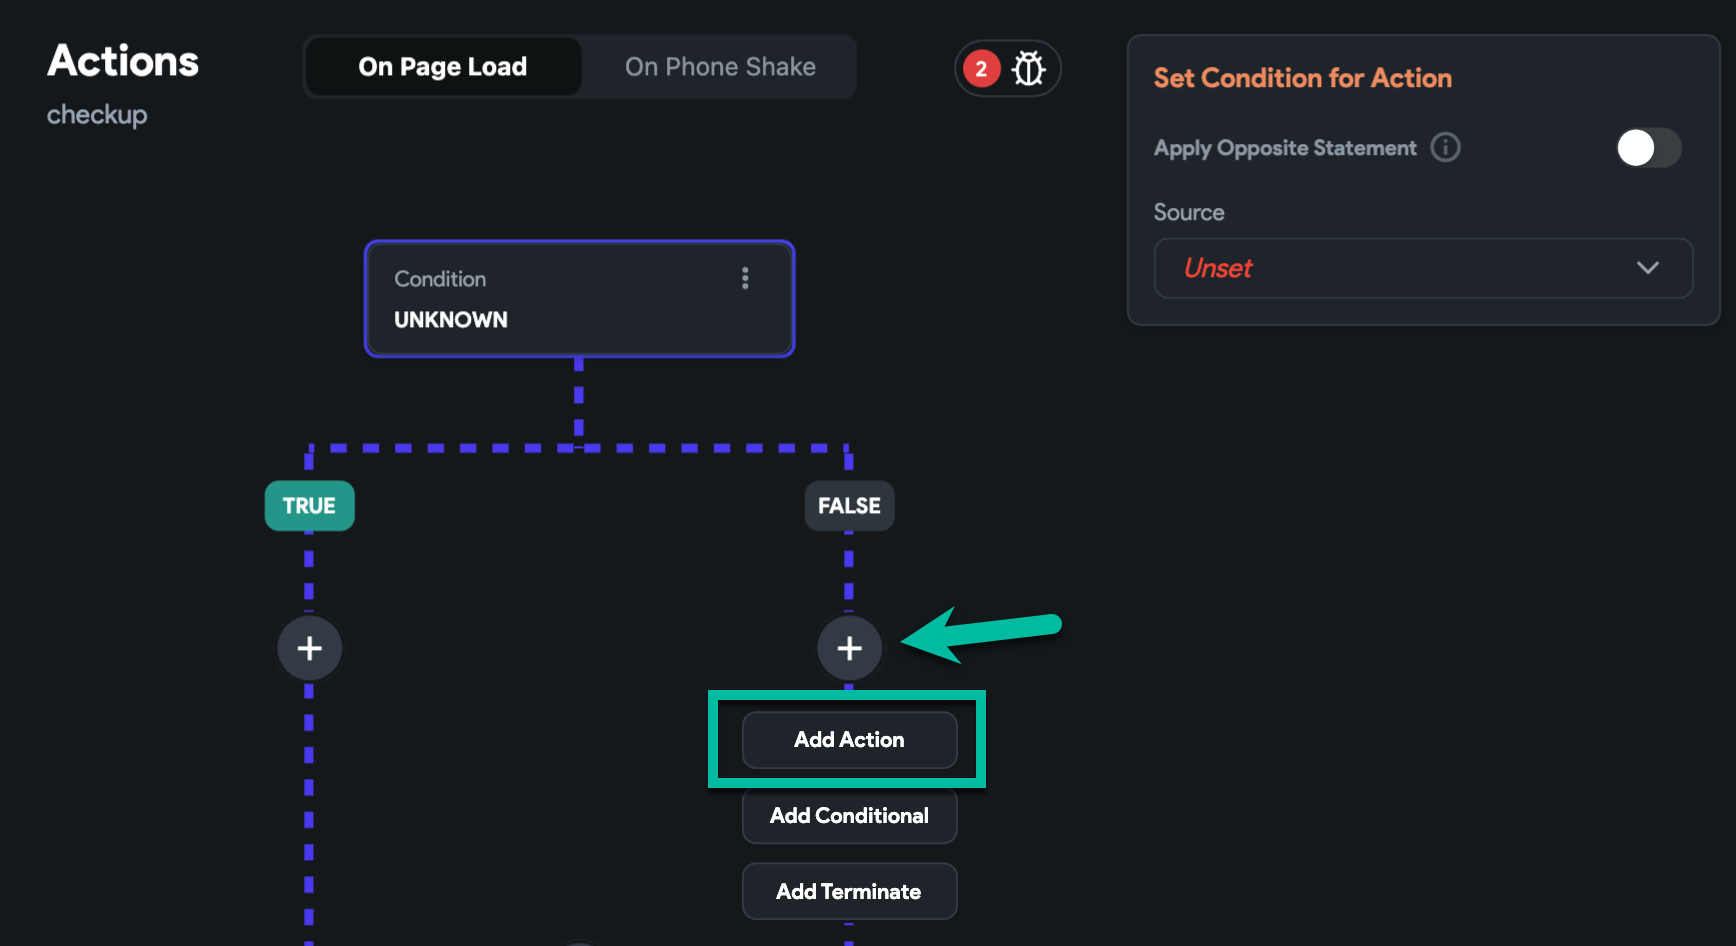 Actions
checkup
On Page Load
On Phone Shake
2
Set Condition for Action
Apply Opposite Statement
Source
Unset
Condition
UNKNOWN
TRUE
FALSE
Add Action
Add Conditional
Add Terminate